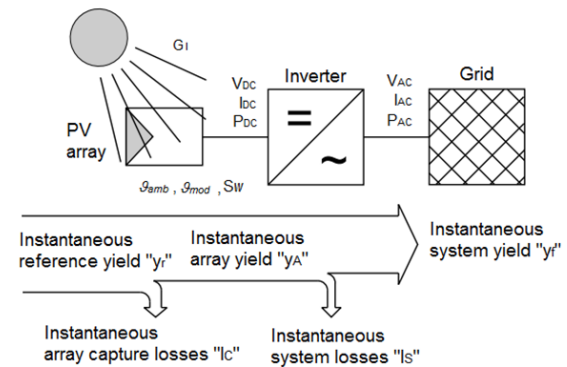 GI
VDC
IDC
PDC
Inverter
VAC
IAC
PAC
Grid
PV
array
=
~
ϑamb , ϑmod , SW
Instantaneous
reference yield "yr"
Instantaneous
array yield "yA"
Instantaneous
system yield "yf"
Instantaneous
array capture losses "lC"
Instantaneous
system losses "lS"